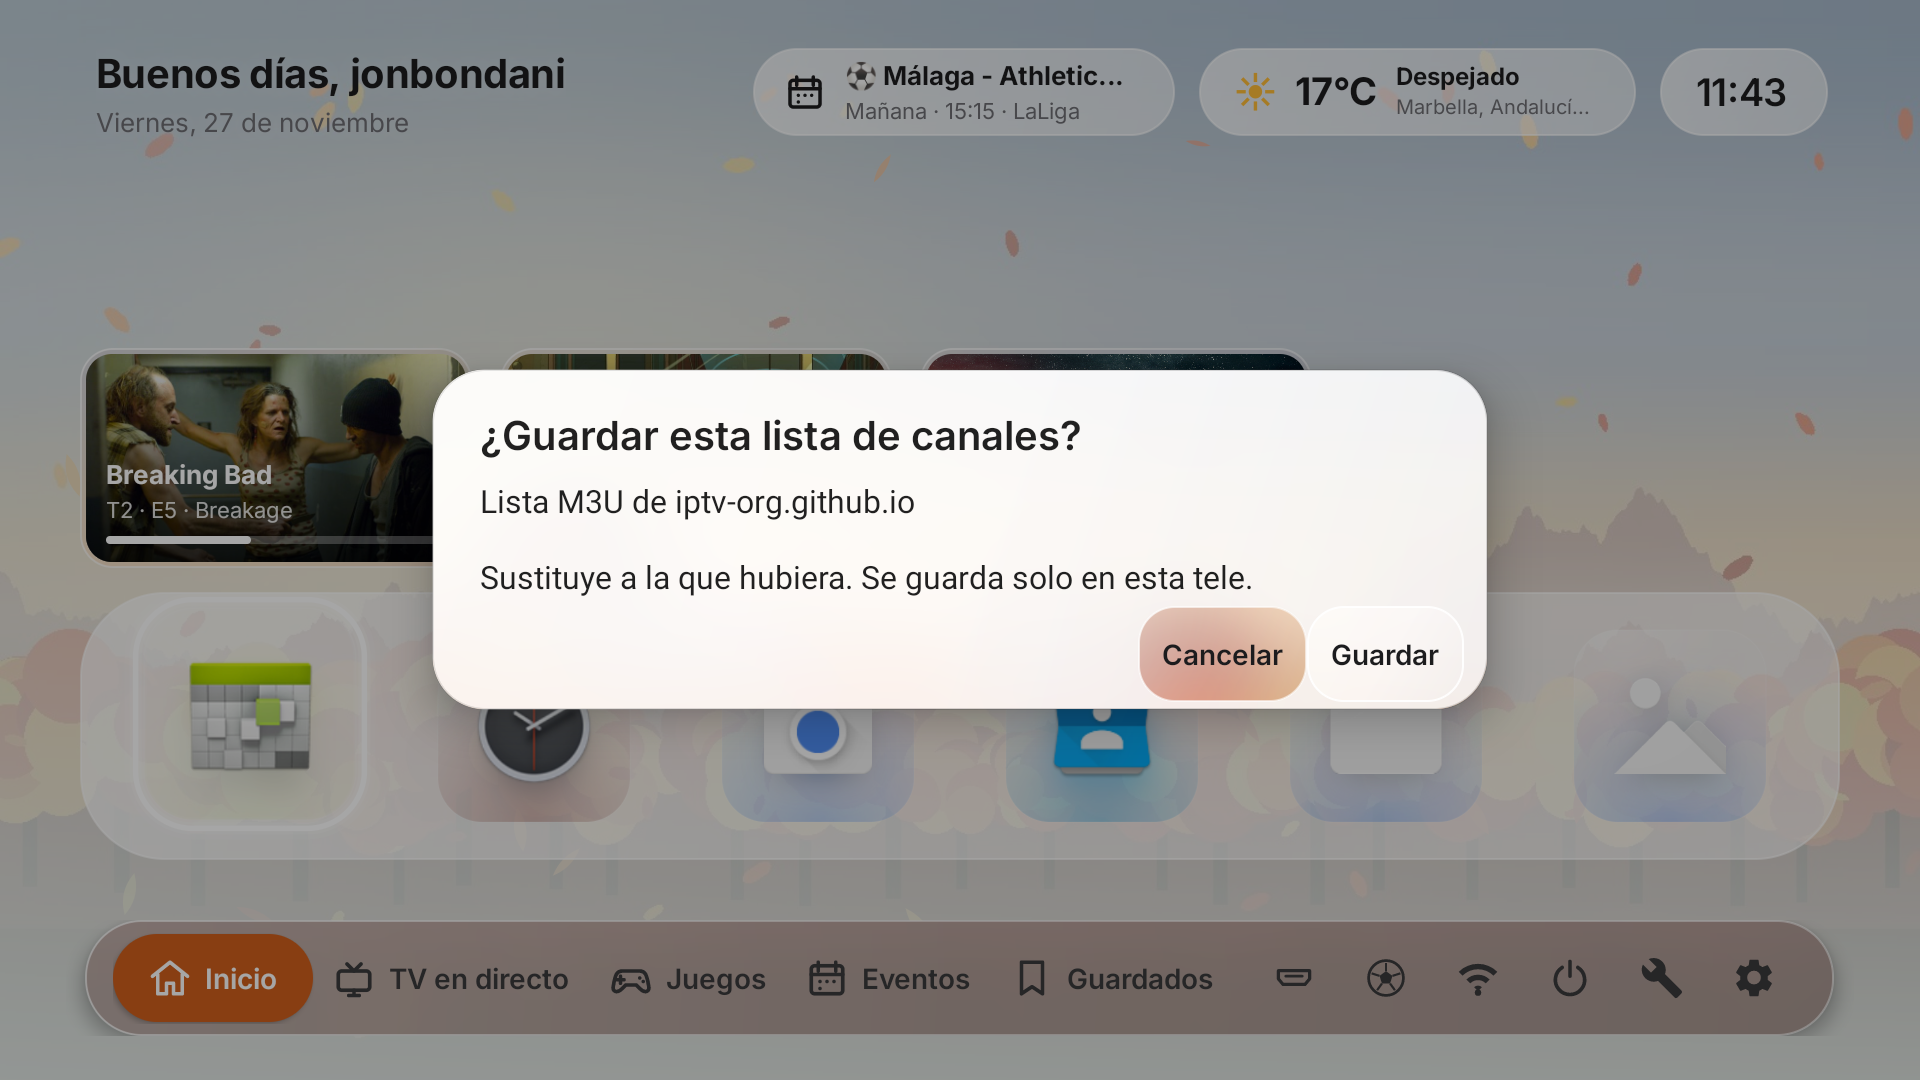 Buenos días, jonbondani
Viernes, 27 de noviembre
⚽ Málaga - Athletic...
Mañana · 15:15 · LaLiga
17°C
Despejado
Marbella, Andalucí...
11:43
Breaking Bad
T2 · E5 · Breakage
¿Guardar esta lista de canales?
Lista M3U de iptv-org.github.io
Sustituye a la que hubiera. Se guarda solo en esta tele.
Cancelar
Guardar
Inicio
TV en directo
Juegos
Eventos
Guardados